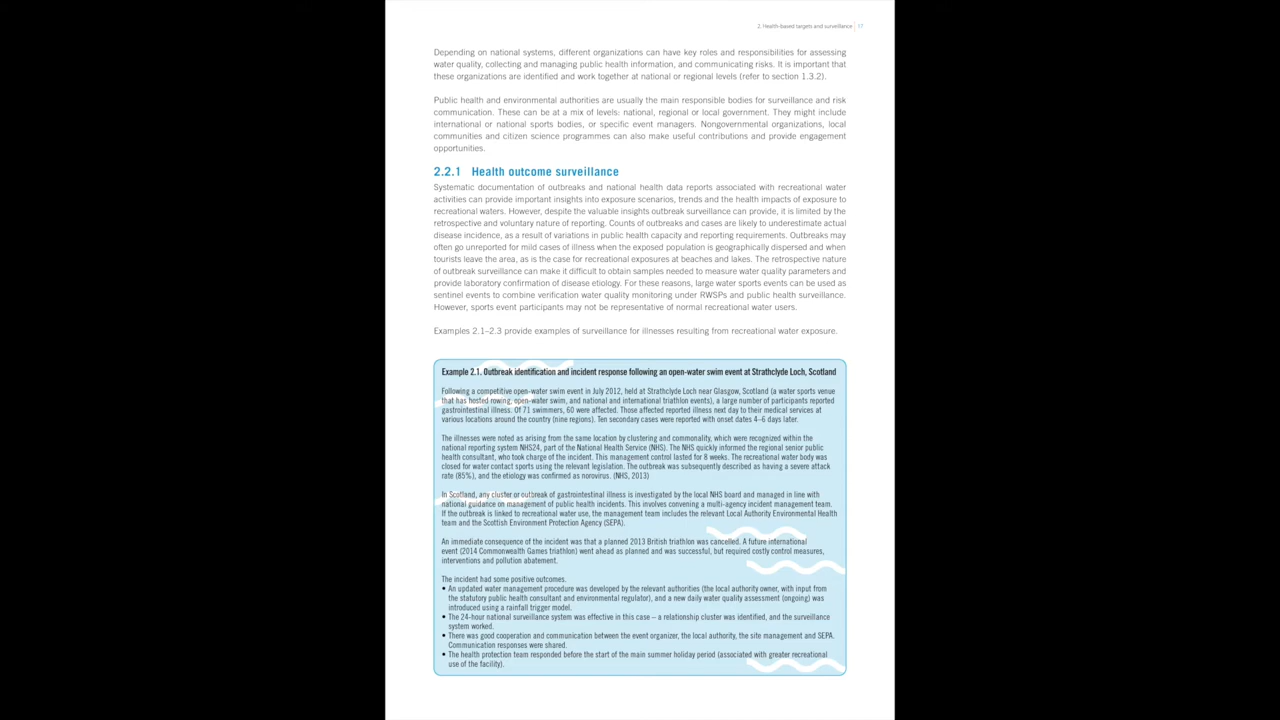 2. Health-based targets and surveillance 17
Depending on national systems, different organizations can have key roles and responsibilities for assessing
water quality, collecting and managing public health information, and communicating risks. It is important that
these organizations are identified and work together at national or regional levels (refer to section 1.3.2).
Public health and environmental authorities are usually the main responsible bodies for surveillance and risk
communication. These can be at a mix of levels: national, regional or local government. They might include
international or national sports bodies, or specific event managers. Nongovernmental organizations, local
communities and citizen science programmes can also make useful contributions and provide engagement
opportunities.
2.2.1 Health outcome surveillance
Systematic documentation of outbreaks and national health data reports associated with recreational water
activities can provide important insights into exposure scenarios, trends and the health impacts of exposure to
recreational waters. However, despite the valuable insights outbreak surveillance can provide, it is limited by the
retrospective and voluntary nature of reporting. Counts of outbreaks and cases are likely to underestimate actual
disease incidence, as a result of variations in public health capacity and reporting requirements. Outbreaks may
often go unreported for mild cases of illness when the exposed population is geographically dispersed and when
tourists leave the area, as is the case for recreational exposures at beaches and lakes. The retrospective nature
of outbreak surveillance can make it difficult to obtain samples needed to measure water quality parameters and
provide laboratory confirmation of disease etiology. For these reasons, large water sports events can be used as
sentinel events to combine verification water quality monitoring under RWSPs and public health surveillance.
However, sports event participants may not be representative of normal recreational water users.
Examples 2.1–2.3 provide examples of surveillance for illnesses resulting from recreational water exposure.
Example 2.1. Outbreak identification and incident response following an open-water swim event at Strathclyde Loch, Scotland
Following a competitive open-water swim event in July 2012, held at Strathclyde Loch near Glasgow, Scotland (a water sports venue
that has hosted rowing, open-water swim, and national and international triathlon events), a large number of participants reported
gastrointestinal illness. Of 71 swimmers, 60 were affected. Those affected reported illness next day to their medical services at
various locations around the country (nine regions). Ten secondary cases were reported with onset dates 4–6 days later.
The illnesses were noted as arising from the same location by clustering and commonality, which were recognized within the
national reporting system NHS24, part of the National Health Service (NHS). The NHS quickly informed the regional senior public
health consultant, who took charge of the incident. This management control lasted for 8 weeks. The recreational water body was
closed for water contact sports using the relevant legislation. The outbreak was subsequently described as having a severe attack
rate (85%), and the etiology was confirmed as norovirus. (NHS, 2013)
In Scotland, any cluster or outbreak of gastrointestinal illness is investigated by the local NHS board and managed in line with
national guidance on management of public health incidents. This involves convening a multi-agency incident management team.
If the outbreak is linked to recreational water use, the management team includes the relevant Local Authority Environmental Health
team and the Scottish Environment Protection Agency (SEPA).
An immediate consequence of the incident was that a planned 2013 British triathlon was cancelled. A future international
event (2014 Commonwealth Games triathlon) went ahead as planned and was successful, but required costly control measures,
interventions and pollution abatement.
The incident had some positive outcomes.
• An updated water management procedure was developed by the relevant authorities (the local authority owner, with input from
the statutory public health consultant and environmental regulator), and a new daily water quality assessment (ongoing) was
introduced using a rainfall trigger model.
• The 24-hour national surveillance system was effective in this case – a relationship cluster was identified, and the surveillance
system worked.
• There was good cooperation and communication between the event organizer, the local authority, the site management and SEPA.
Communication responses were shared.
• The health protection team responded before the start of the main summer holiday period (associated with greater recreational
use of the facility).